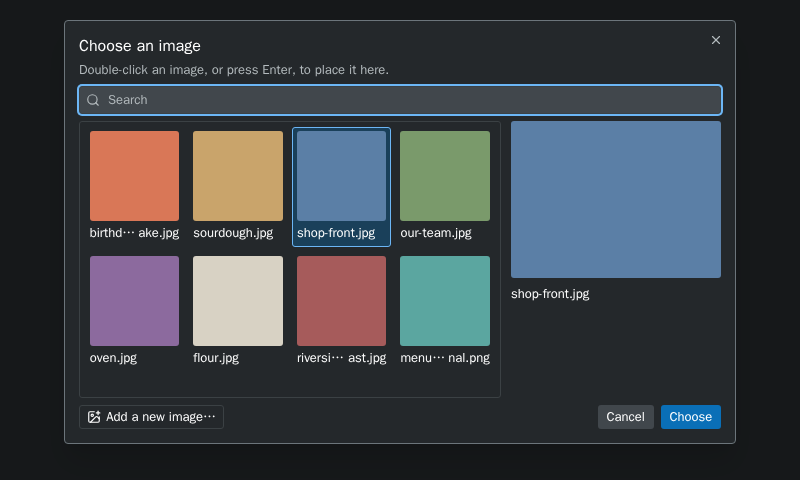 Choose an image
Double-click an image, or press Enter, to place it here.
Search
birthd⋯ ake.jpg
sourdough.jpg
shop-front.jpg
our-team.jpg
oven.jpg
flour.jpg
riversi⋯ ast.jpg
menu⋯ nal.png
shop-front.jpg
Add a new image⋯
Cancel
Choose